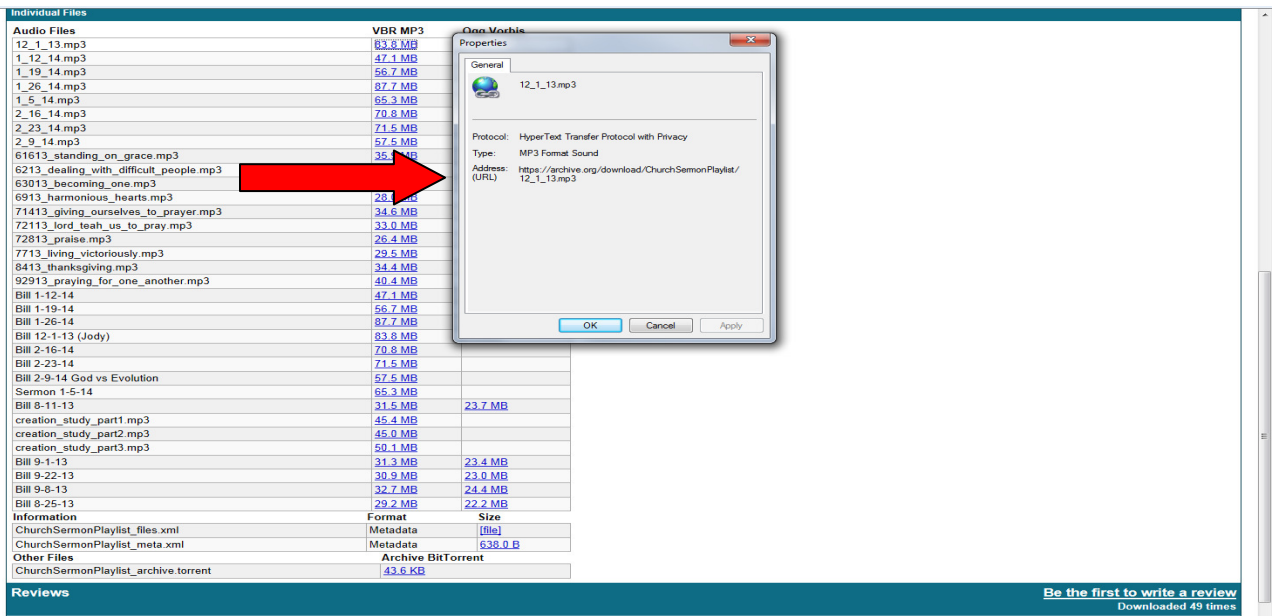 Individual Files
Audio Files VBR MP3 Ogg Vorbis
12_1_13.mp3 83.8 MB
1_12_14.mp3 47.1 MB
1_19_14.mp3 56.7 MB
1_26_14.mp3 87.7 MB
1_5_14.mp3 65.3 MB
2_16_14.mp3 70.8 MB
2_23_14.mp3 71.5 MB
2_9_14.mp3 57.5 MB
61613_standing_on_grace.mp3
6213_dealing_with_difficult_people.mp3
63013_becoming_one.mp3
6913_harmonious_hearts.mp3
71413_giving_ourselves_to_prayer.mp3 34.6 MB
72113_lord_teah_us_to_pray.mp3 33.0 MB
72813_praise.mp3 26.4 MB
7713_living_victoriously.mp3 29.5 MB
8413_thanksgiving.mp3 34.4 MB
92913_praying_for_one_another.mp3 40.4 MB
Bill 1-12-14 47.1 MB
Bill 1-19-14 56.7 MB
Bill 1-26-14 87.7 MB
Bill 12-1-13 (Jody) 83.8 MB
Bill 2-16-14 70.8 MB
Bill 2-23-14 71.5 MB
Bill 2-9-14 God vs Evolution 57.5 MB
Sermon 1-5-14 65.3 MB
Bill 8-11-13 31.5 MB 23.7 MB
creation_study_part1.mp3 45.4 MB
creation_study_part2.mp3 45.0 MB
creation_study_part3.mp3 50.1 MB
Bill 9-1-13 31.3 MB 23.4 MB
Bill 9-22-13 30.9 MB 23.0 MB
Bill 9-8-13 32.7 MB 24.4 MB
Bill 8-25-13 29.2 MB 22.2 MB
Information Format Size
ChurchSermonPlaylist_files.xml Metadata [file]
ChurchSermonPlaylist_meta.xml Metadata 638.0 B
Other Files Archive BitTorrent
ChurchSermonPlaylist_archive.torrent 43.6 KB
Reviews Be the first to write a review
Downloaded 49 times
Properties
General
12_1_13.mp3
Protocol: HyperText Transfer Protocol with Privacy
Type: MP3 Format Sound
Address: https://archive.org/download/ChurchSermonPlaylist/
(URL) 12_1_13.mp3
OK Cancel Apply